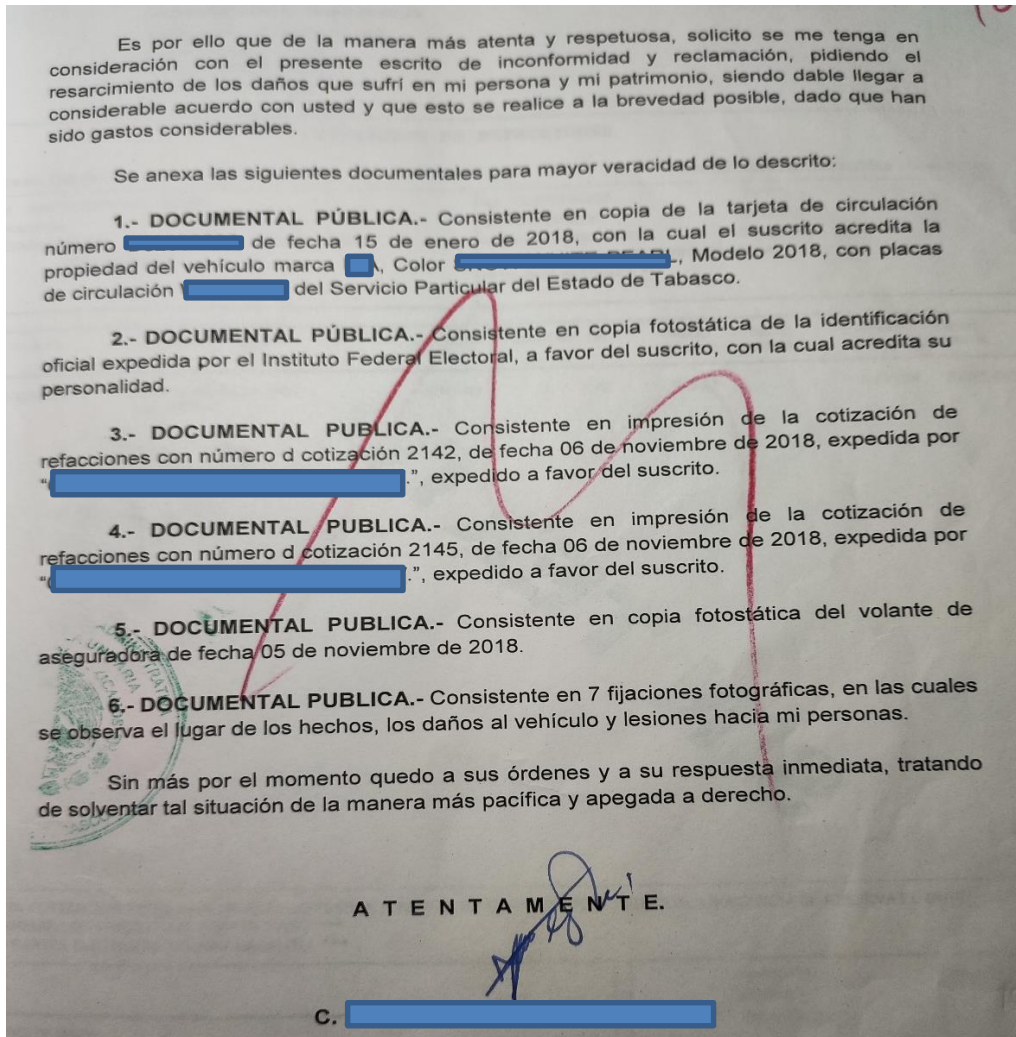 Es por ello que de la manera más atenta y respetuosa, solicito se me tenga en
consideración con el presente escrito de inconformidad y reclamación, pidiendo el
resarcimiento de los daños que sufrí en mi persona y mi patrimonio, siendo dable llegar a
considerable acuerdo con usted y que esto se realice a la brevedad posible, dado que han
sido gastos considerables.
Se anexa las siguientes documentales para mayor veracidad de lo descrito:
1.- DOCUMENTAL PÚBLICA.- Consistente en copia de la tarjeta de circulación
número de fecha 15 de enero de 2018, con la cual el suscrito acredita la
propiedad del vehículo marca , Color , Modelo 2018, con placas
de circulación del Servicio Particular del Estado de Tabasco.
2.- DOCUMENTAL PÚBLICA.- Consistente en copia fotostática de la identificación
oficial expedida por el Instituto Federal Electoral, a favor del suscrito, con la cual acredita su
personalidad.
3.- DOCUMENTAL PUBLICA.- Consistente en impresión de la cotización de
refacciones con número d cotización 2142, de fecha 06 de noviembre de 2018, expedida por
“ .”, expedido a favor del suscrito.
4.- DOCUMENTAL PUBLICA.- Consistente en impresión de la cotización de
refacciones con número d cotización 2145, de fecha 06 de noviembre de 2018, expedida por
“ .”, expedido a favor del suscrito.
5.- DOCUMENTAL PUBLICA.- Consistente en copia fotostática del volante de
aseguradora de fecha 05 de noviembre de 2018.
6.- DOCUMENTAL PUBLICA.- Consistente en 7 fijaciones fotográficas, en las cuales
se observa el lugar de los hechos, los daños al vehículo y lesiones hacia mi personas.
Sin más por el momento quedo a sus órdenes y a su respuesta inmediata, tratando
de solventar tal situación de la manera más pacífica y apegada a derecho.
A T E N T A M E N T E.
C.